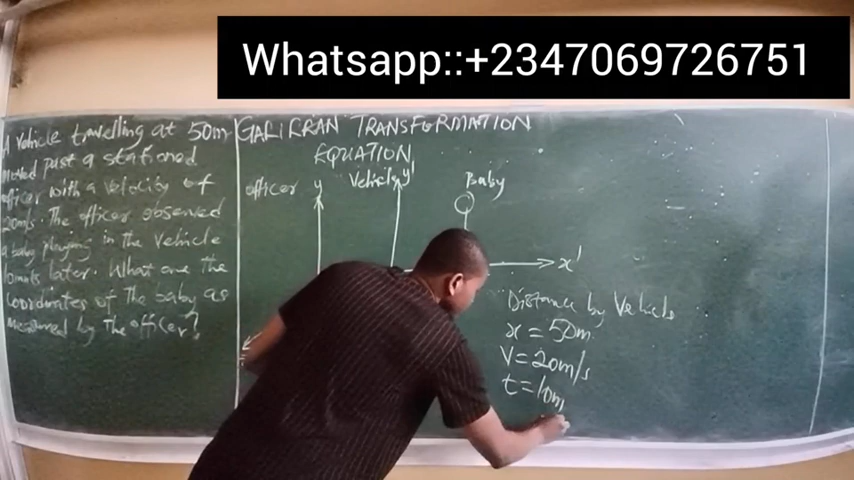 Whatsapp::+2347069726751
A Vehicle travelling at 50m
moved past a stationed
officer with a velocity of
20m/s. The officer observed
a baby playing in the vehicle
10mins later. What are the
coordinates of the baby as
measured by the officer?
GALILEAN TRANSFORMATION
EQUATION
officer y
Vehicle y'
Baby
x'
Distance by Vehicle
x = 50m
V = 20m/s
t = 10m